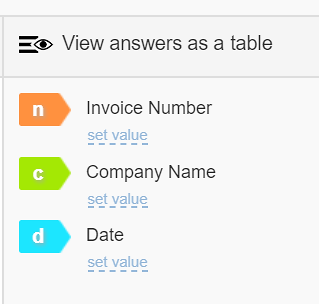 View answers as a table
n Invoice Number
set value
c Company Name
set value
d Date
set value